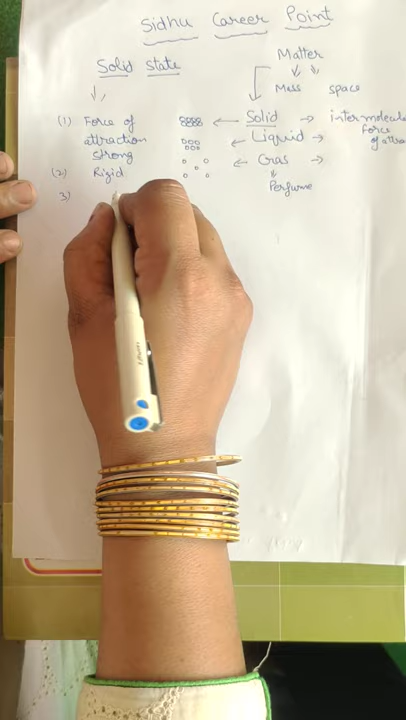 Sidhu Career Point
Solid State
Matter
Mass space
(1) Force of
attraction
strong
(2) Rigid
3)
Solid → intermolecula
Force
of attra
Liquid →
Gas →
Perfume